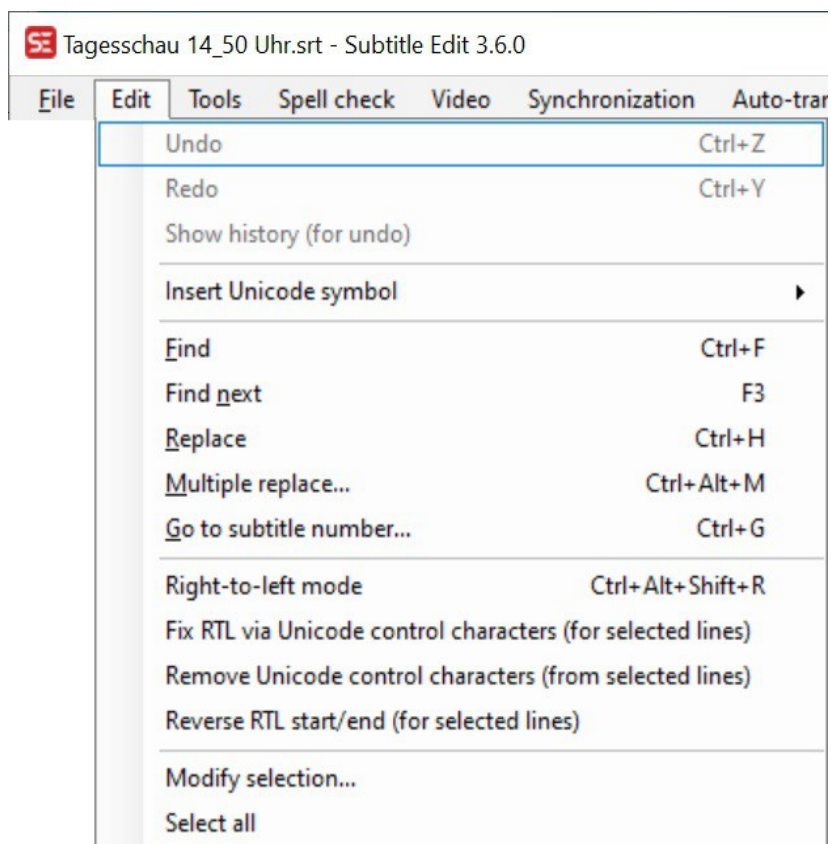 SE Tagesschau 14_50 Uhr.srt - Subtitle Edit 3.6.0
File Edit Tools Spell check Video Synchronization Auto-tran
Undo Ctrl+Z
Redo Ctrl+Y
Show history (for undo)
Insert Unicode symbol
Find Ctrl+F
Find next F3
Replace Ctrl+H
Multiple replace... Ctrl+Alt+M
Go to subtitle number... Ctrl+G
Right-to-left mode Ctrl+Alt+Shift+R
Fix RTL via Unicode control characters (for selected lines)
Remove Unicode control characters (from selected lines)
Reverse RTL start/end (for selected lines)
Modify selection...
Select all